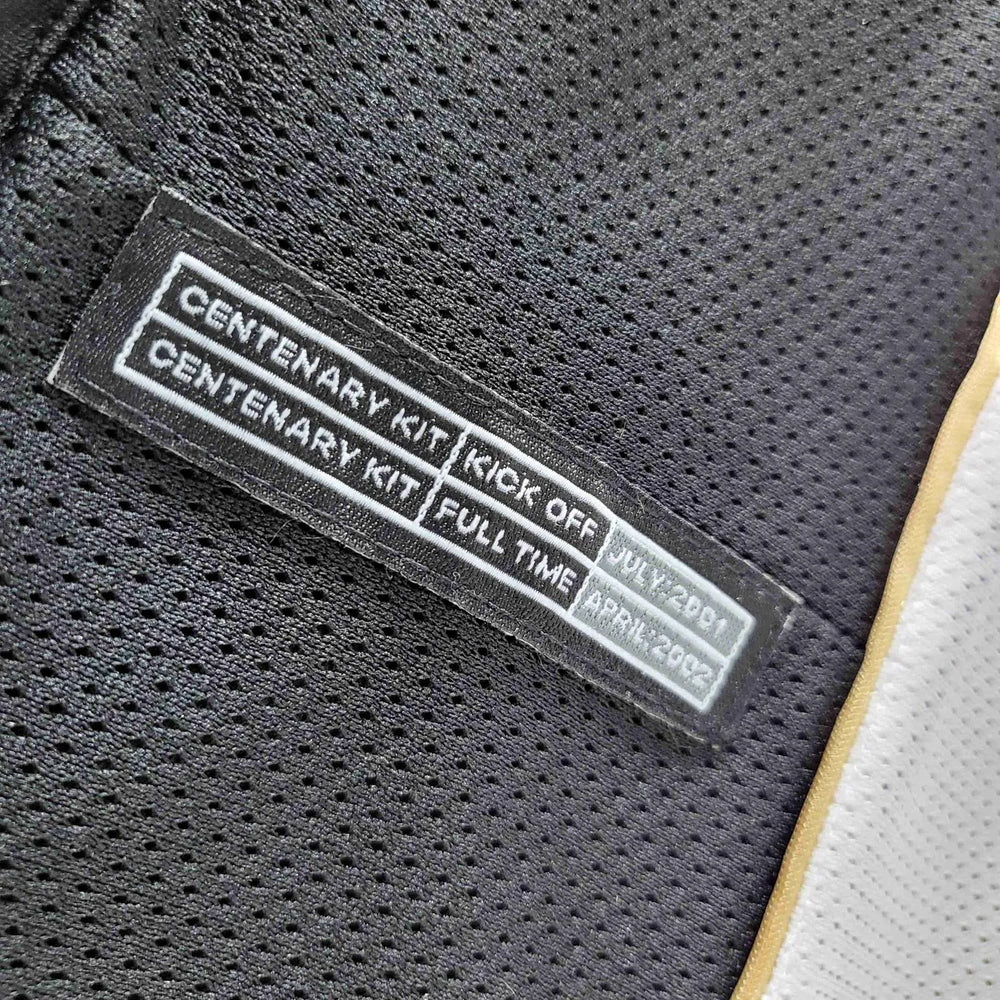 CENTENARY KIT KICK OFF JULY/2001
CENTENARY KIT FULL TIME APRIL/2002